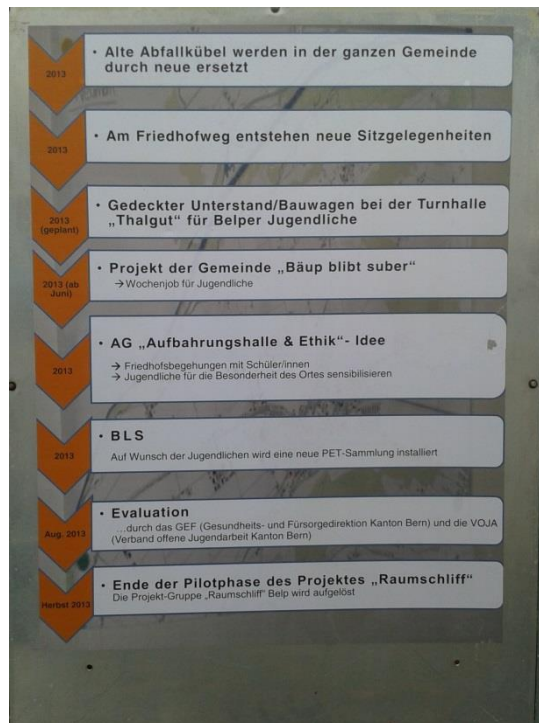 2013
• Alte Abfallkübel werden in der ganzen Gemeinde
durch neue ersetzt
2013
• Am Friedhofweg entstehen neue Sitzgelegenheiten
2013
(geplant)
• Gedeckter Unterstand/Bauwagen bei der Turnhalle
„Thalgut“ für Belper Jugendliche
2013 (ab
Juni)
• Projekt der Gemeinde „Bäup blibt suber“
→ Wochenjob für Jugendliche
2013
• AG „Aufbahrungshalle & Ethik“- Idee
→ Friedhofsbegehungen mit Schüler/innen
→ Jugendliche für die Besonderheit des Ortes sensibilisieren
2013
• BLS
Auf Wunsch der Jugendlichen wird eine neue PET-Sammlung installiert
Aug. 2013
• Evaluation
...durch das GEF (Gesundheits- und Fürsorgedirektion Kanton Bern) und die VOJA
(Verband offene Jugendarbeit Kanton Bern)
Herbst 2013
• Ende der Pilotphase des Projektes „Raumschliff“
Die Projekt-Gruppe „Raumschliff“ Belp wird aufgelöst